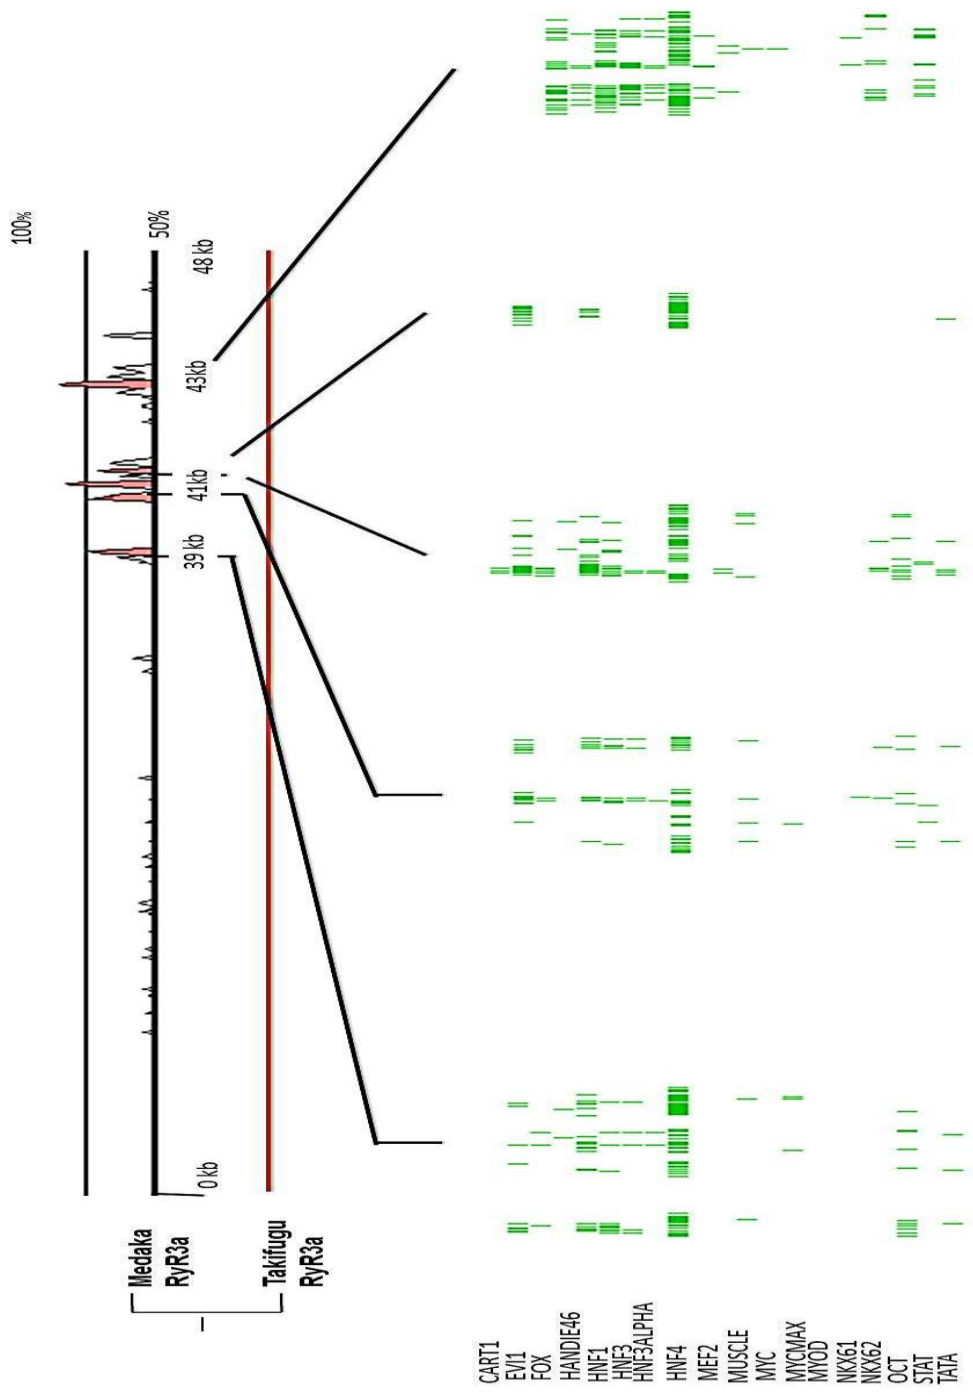 100%
50%
48 kb
43kb
41kb
39 kb
0 kb
Medaka
RyR3a
Takifugu
RyR3a
CART1
EVI1
FOX
HANDIE46
HNF1
HNF3
HNF3ALPHA
HNF4
MEF2
MUSCLE
MYC
MYCMAX
MYOD
NKX61
NKX62
OCT
STAT
TATA